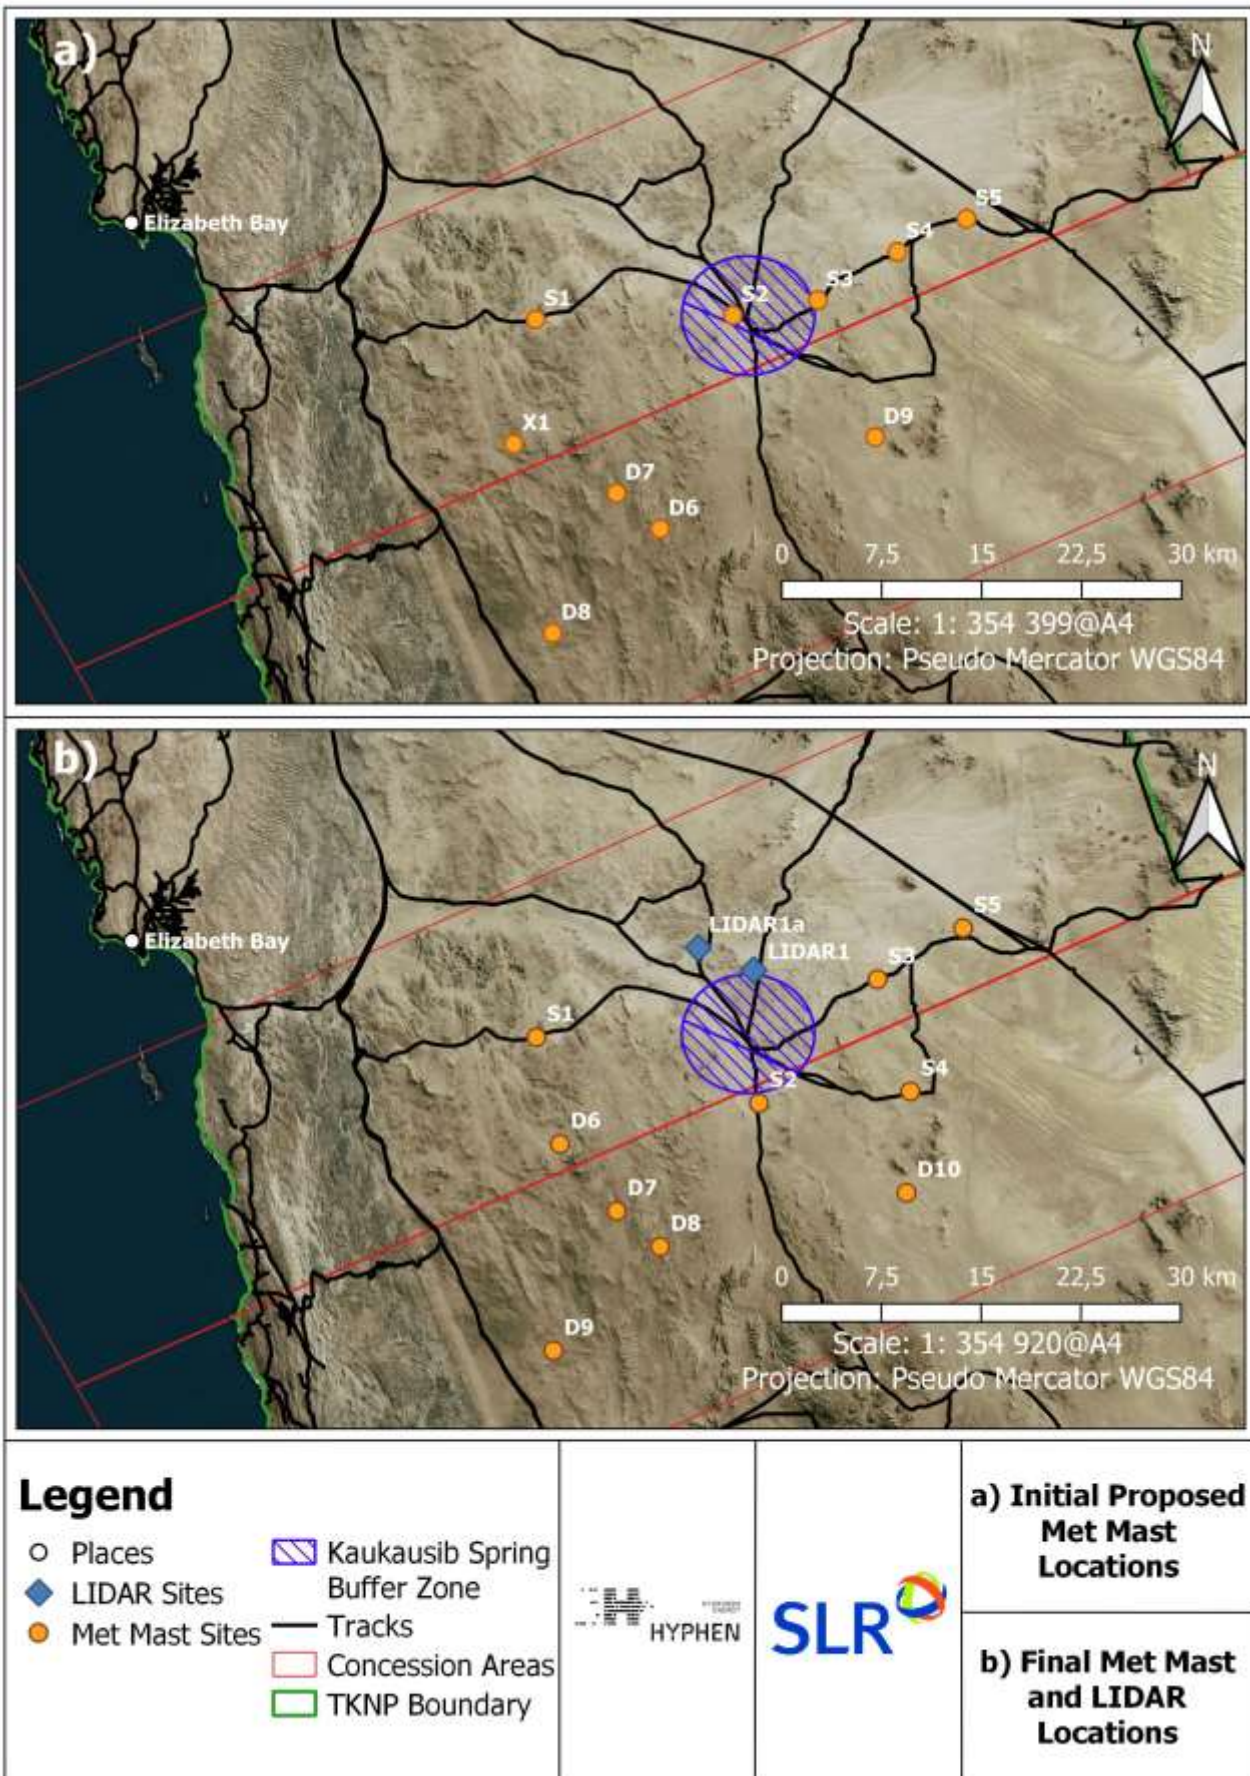 a)
N
Elizabeth Bay
S5
S4
S3
S2
S1
X1
D9
D7
D6
D8
0 7,5 15 22,5 30 km
Scale: 1: 354 399@A4
Projection: Pseudo Mercator WGS84
b)
N
Elizabeth Bay
LIDAR1a
S5
LIDAR1
S3
S1
S4
S2
D6
D10
D7
D8
D9
0 7,5 15 22,5 30 km
Scale: 1: 354 920@A4
Projection: Pseudo Mercator WGS84
Legend
Places
LIDAR Sites
Met Mast Sites
Kaukausib Spring
Buffer Zone
Tracks
Concession Areas
TKNP Boundary
HYDROGEN
ENERGY
HYPHEN
SLR
a) Initial Proposed
Met Mast
Locations
b) Final Met Mast
and LIDAR
Locations